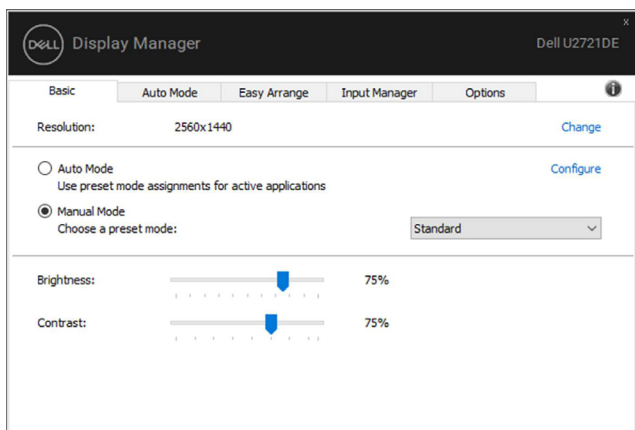 x
DELL Display Manager Dell U2721DE
Basic Auto Mode Easy Arrange Input Manager Options i
Resolution: 2560x1440 Change
Auto Mode Configure
Use preset mode assignments for active applications
Manual Mode
Choose a preset mode: Standard
Brightness: 75%
Contrast: 75%